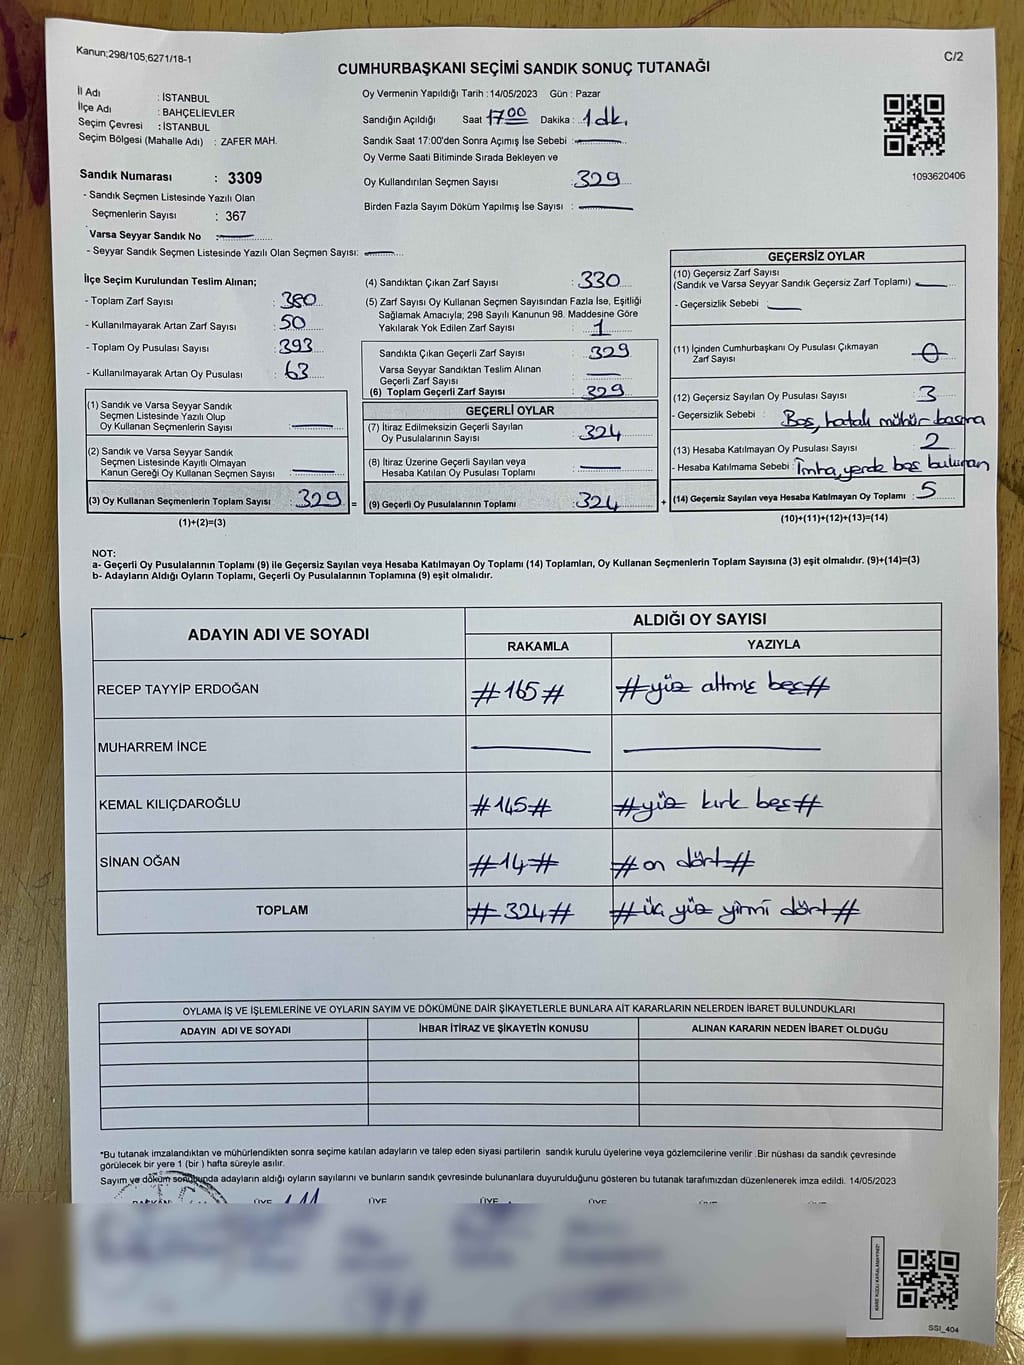 Kanun;298/105;6271/18-1
C/2
CUMHURBAŞKANI SEÇİMİ SANDIK SONUÇ TUTANAĞI
İl Adı : İSTANBUL
İlçe Adı : BAHÇELİEVLER
Seçim Çevresi : İSTANBUL
Seçim Bölgesi (Mahalle Adı) : ZAFER MAH.
Oy Vermenin Yapıldığı Tarih : 14/05/2023 Gün : Pazar
Sandığın Açıldığı Saat 17:00 Dakika : 1 dk.
Sandık Saat 17:00'den Sonra Açımış İse Sebebi :
Oy Verme Saati Bitiminde Sırada Bekleyen ve
Oy Kullandırılan Seçmen Sayısı : 329
Birden Fazla Sayım Döküm Yapılmış İse Sayısı :
1093620406
Sandık Numarası : 3309
- Sandık Seçmen Listesinde Yazılı Olan
Seçmenlerin Sayısı : 367
Varsa Seyyar Sandık No :
- Seyyar Sandık Seçmen Listesinde Yazılı Olan Seçmen Sayısı:
İlçe Seçim Kurulundan Teslim Alınan;
- Toplam Zarf Sayısı : 380
- Kullanılmayarak Artan Zarf Sayısı : 50
- Toplam Oy Pusulası Sayısı : 393
- Kullanılmayarak Artan Oy Pusulası : 63
(1) Sandık ve Varsa Seyyar Sandık
Seçmen Listesinde Yazılı Olup
Oy Kullanan Seçmenlerin Sayısı :
(2) Sandık ve Varsa Seyyar Sandık
Seçmen Listesinde Kayıtlı Olmayan
Kanun Gereği Oy Kullanan Seçmen Sayısı :
(3) Oy Kullanan Seçmenlerin Toplam Sayısı : 329 =
(1)+(2)=(3)
(4) Sandıktan Çıkan Zarf Sayısı : 330
(5) Zarf Sayısı Oy Kullanan Seçmen Sayısından Fazla İse, Eşitliği
Sağlamak Amacıyla; 298 Sayılı Kanunun 98. Maddesine Göre
Yakılarak Yok Edilen Zarf Sayısı : 1
Sandıkta Çıkan Geçerli Zarf Sayısı : 329
Varsa Seyyar Sandıktan Teslim Alınan
Geçerli Zarf Sayısı :
(6) Toplam Geçerli Zarf Sayısı : 329
GEÇERLİ OYLAR
(7) İtiraz Edilmeksizin Geçerli Sayılan
Oy Pusulalarının Sayısı : 324
(8) İtiraz Üzerine Geçerli Sayılan veya
Hesaba Katılan Oy Pusulası Toplamı :
(9) Geçerli Oy Pusulalarının Toplamı : 324 +
GEÇERSİZ OYLAR
(10) Geçersiz Zarf Sayısı
(Sandık ve Varsa Seyyar Sandık Geçersiz Zarf Toplamı) :
- Geçersizlik Sebebi :
(11) İçinden Cumhurbaşkanı Oy Pusulası Çıkmayan
Zarf Sayısı : 0
(12) Geçersiz Sayılan Oy Pusulası Sayısı : 3
- Geçersizlik Sebebi : Boş, hatalı mühür basma
(13) Hesaba Katılmayan Oy Pusulası Sayısı : 2
- Hesaba Katılmama Sebebi : İmha, yerde boş bulunan
(14) Geçersiz Sayılan veya Hesaba Katılmayan Oy Toplamı : 5
(10)+(11)+(12)+(13)=(14)
NOT:
a- Geçerli Oy Pusulalarının Toplamı (9) ile Geçersiz Sayılan veya Hesaba Katılmayan Oy Toplamı (14) Toplamları, Oy Kullanan Seçmenlerin Toplam Sayısına (3) eşit olmalıdır. (9)+(14)=(3)
b- Adayların Aldığı Oyların Toplamı, Geçerli Oy Pusulalarının Toplamına (9) eşit olmalıdır.
ADAYIN ADI VE SOYADI ALDIĞI OY SAYISI
RAKAMLA YAZIYLA
RECEP TAYYİP ERDOĞAN #165# #yüz altmış beş#
MUHARREM İNCE
KEMAL KILIÇDAROĞLU #145# #yüz kırk beş#
SİNAN OĞAN #14# #on dört#
TOPLAM #324# #üç yüz yirmi dört#
OYLAMA İŞ VE İŞLEMLERİNE VE OYLARIN SAYIM VE DÖKÜMÜNE DAİR ŞİKAYETLERLE BUNLARA AİT KARARLARIN NELERDEN İBARET BULUNDUKLARI
ADAYIN ADI VE SOYADI İHBAR İTİRAZ VE ŞİKAYETİN KONUSU ALINAN KARARIN NEDEN İBARET OLDUĞU
*Bu tutanak imzalandıktan ve mühürlendikten sonra seçime katılan adayların ve talep eden siyasi partilerin sandık kurulu üyelerine veya gözlemcilerine verilir .Bir nüshası da sandık çevresinde
görülecek bir yere 1 (bir ) hafta süreyle asılır.
Sayım ve döküm sonucunda adayların aldığı oyların sayılarını ve bunların sandık çevresinde bulunanlara duyurulduğunu gösteren bu tutanak tarafımızdan düzenlenerek imza edildi. 14/05/2023
BAŞKAN ÜYE ÜYE ÜYE ÜYE ÜYE
KARE KODU KARALAMAYINIZ!
SSI_404